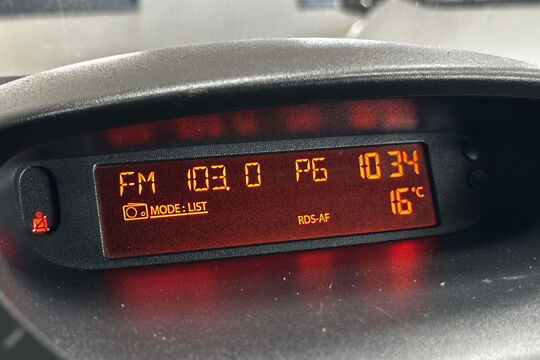 FM 103.0 P6 10 34
MODE : LIST
16°C
RDS-AF